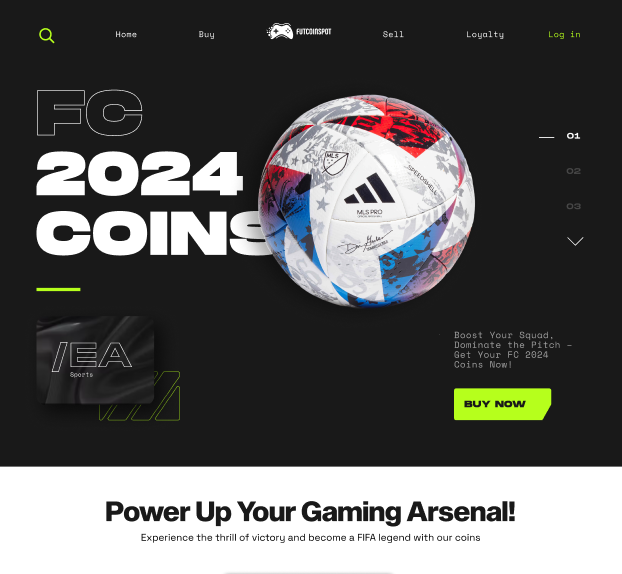 Home
Buy
FUTCOINSPOT
Sell
Loyalty
Log in
FC
2024
COINS
01
02
03
MLS
SPEEDSHELL
MLS PRO
/EA
Sports
Boost Your Squad,
Dominate the Pitch –
Get Your FC 2024
Coins Now!
BUY NOW
Power Up Your Gaming Arsenal!
Experience the thrill of victory and become a FIFA legend with our coins